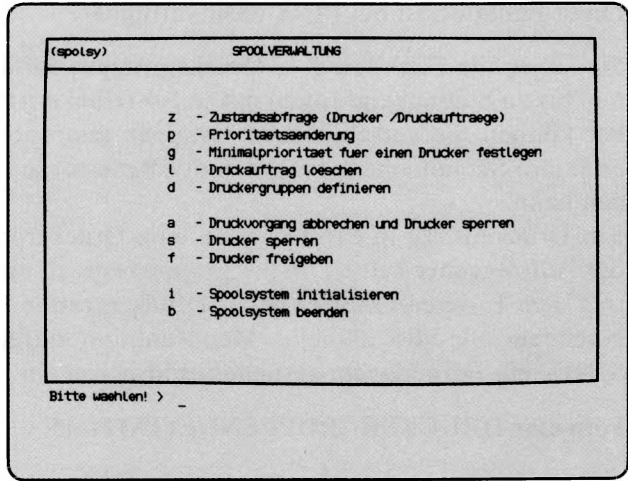 (spolsy) SPOOLVERWALTUNG
z - Zustandsabfrage (Drucker /Druckauftraege)
p - Prioritaetsaenderung
g - Minimalprioritaet fuer einen Drucker festlegen
l - Druckauftrag loeschen
d - Druckergruppen definieren
a - Druckvorgang abbrechen und Drucker sperren
s - Drucker sperren
f - Drucker freigeben
i - Spoolsystem initialisieren
b - Spoolsystem beenden
Bitte waehlen! > _